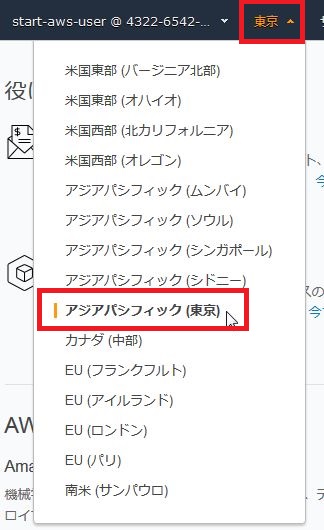 start-aws-user @ 4322-6542-...
東京
役に
米国東部 (バージニア北部)
米国東部 (オハイオ)
米国西部 (北カリフォルニア)
米国西部 (オレゴン)
アジアパシフィック (ムンバイ)
アジアパシフィック (ソウル)
アジアパシフィック (シンガポール)
アジアパシフィック (シドニー)
アジアパシフィック (東京)
カナダ (中部)
EU (フランクフルト)
EU (アイルランド)
EU (ロンドン)
EU (パリ)
南米 (サンパウロ)
ト、
今
スの
今す
AW
Ama
機械
ロイ